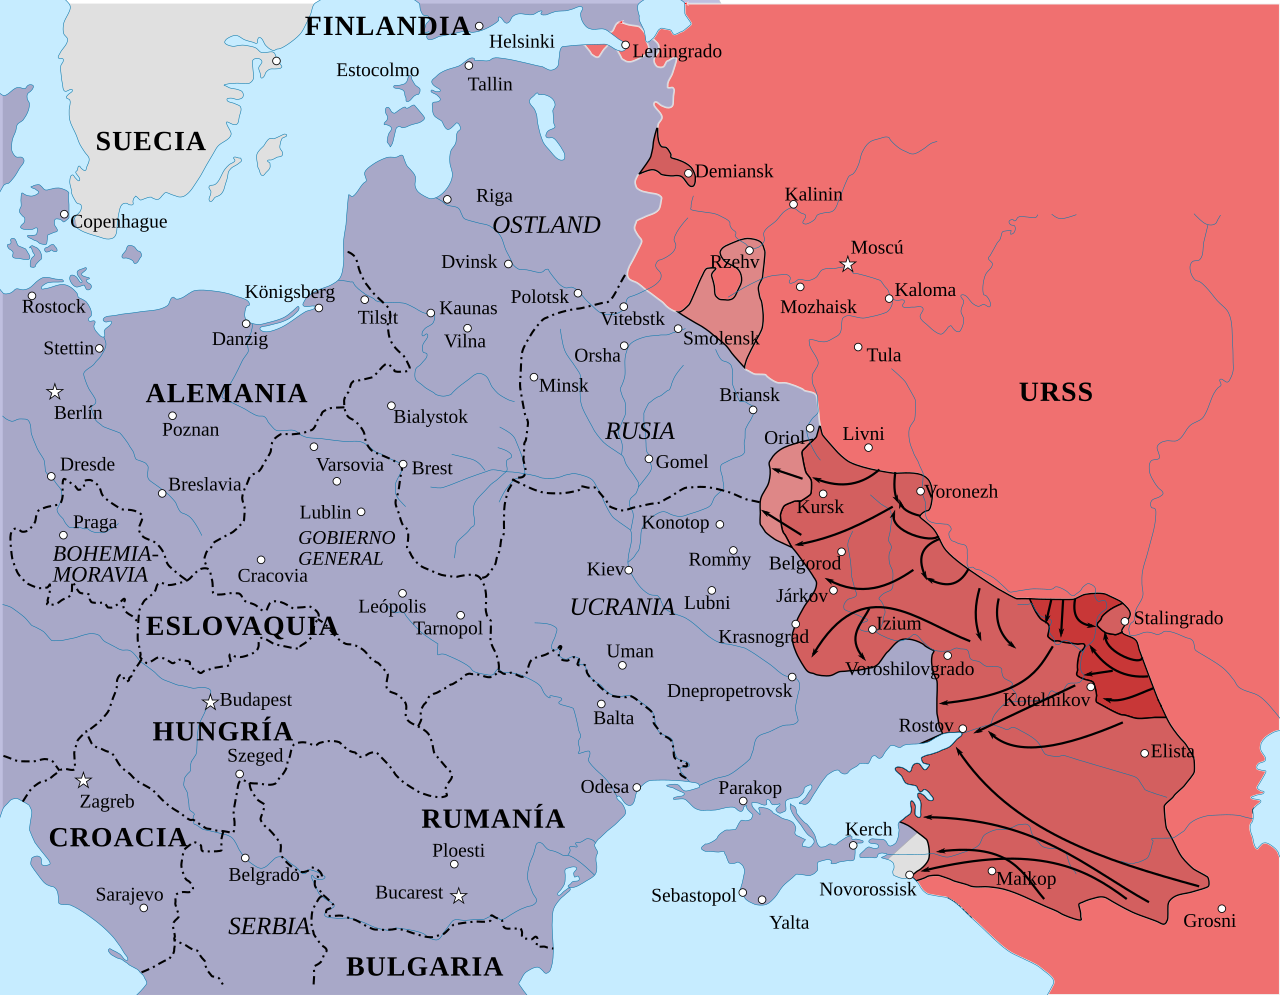 FINLANDIA
Helsinki
Leningrado
Estocolmo
Tallin
SUECIA
Demiansk
Kalinin
Riga
Copenhague
OSTLAND
Moscú
Dvinsk
Rzehv
Königsberg
Polotsk
Kaloma
Rostock
Tilsit
Kaunas
Vitebstk
Mozhaisk
Danzig
Vilna
Smolensk
Stettin
Orsha
Tula
ALEMANIA
Minsk
URSS
Berlín
Briansk
Bialystok
Poznan
RUSIA
Oriol
Livni
Dresde
Varsovia
Brest
Gomel
Breslavia
Voronezh
Kursk
Lublin
Praga
Konotop
GOBIERNO
GENERAL
BOHEMIA-
MORAVIA
Rommy
Belgorod
Cracovia
Kiev
Járkov
Leópolis
UCRANIA
Lubni
Stalingrado
ESLOVAQUIA
Tarnopol
Izium
Krasnograd
Uman
Voroshilovgrado
Dnepropetrovsk
Budapest
Kotelnikov
Balta
HUNGRÍA
Rostov
Szeged
Elista
Odesa
Parakop
Zagreb
RUMANÍA
CROACIA
Kerch
Ploesti
Belgrado
Malkop
Sarajevo
Bucarest
Sebastopol
Novorossisk
SERBIA
Yalta
Grosni
BULGARIA